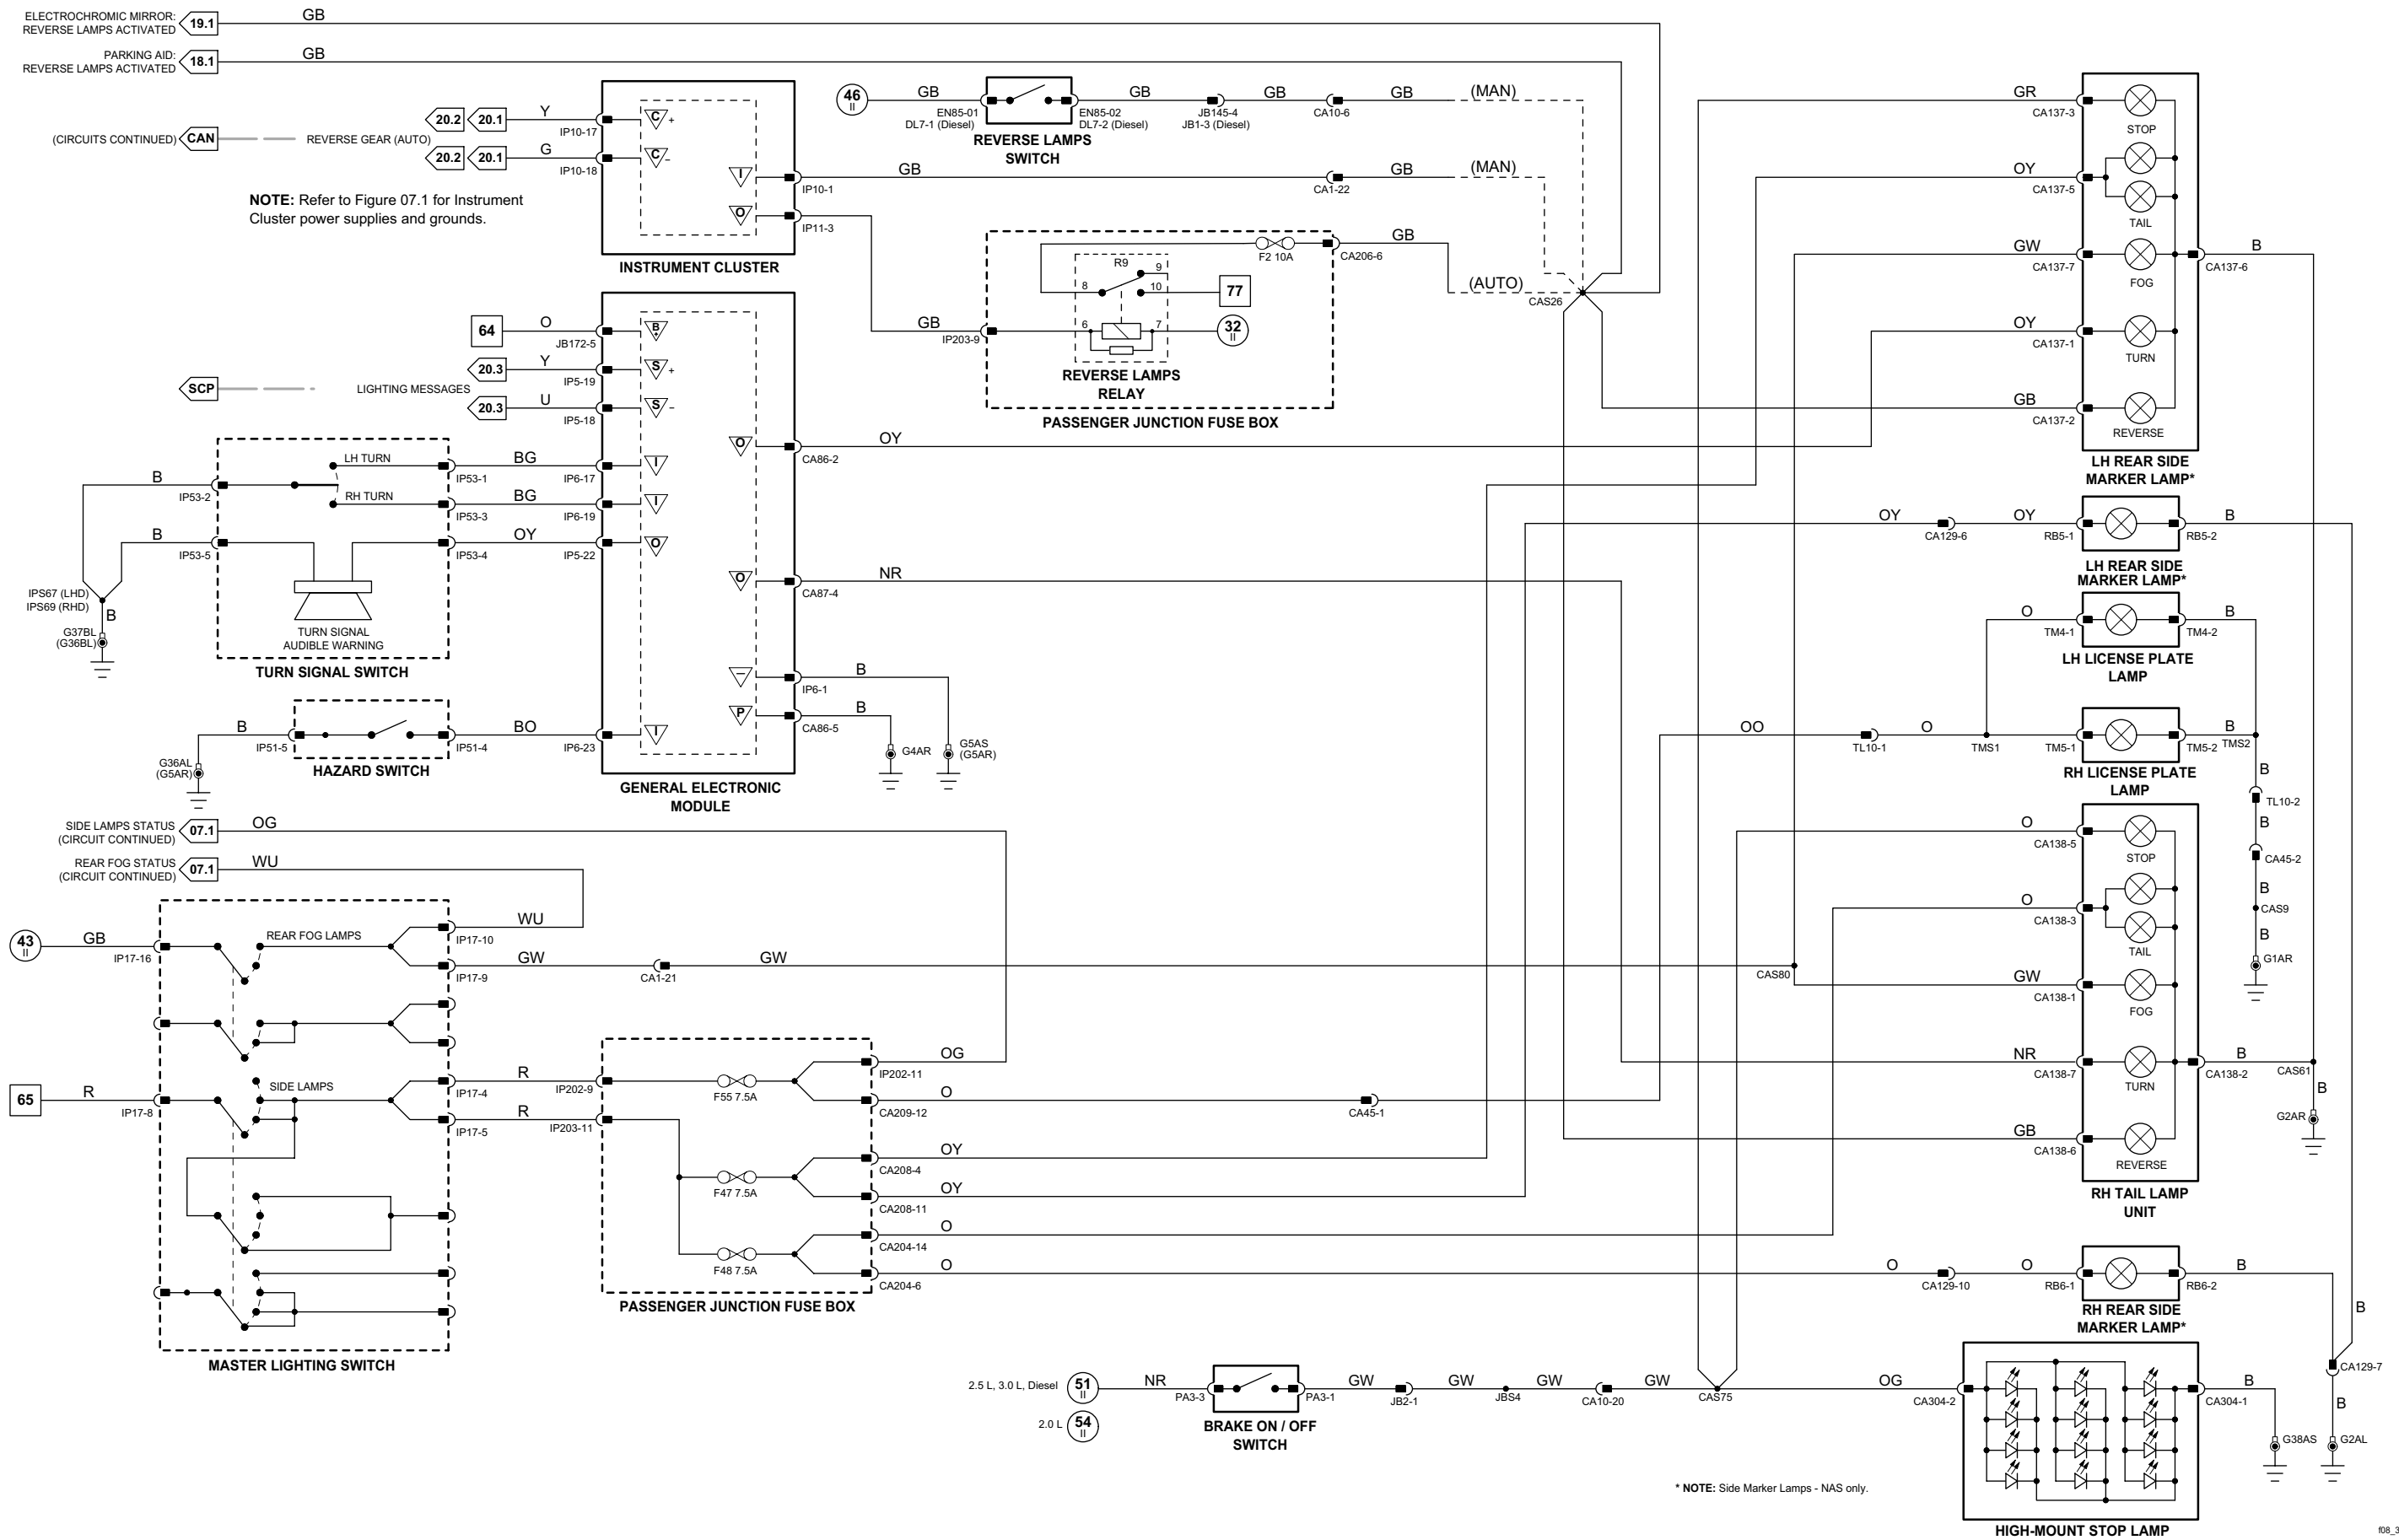 ELECTROCHROMIC MIRROR:
REVERSE LAMPS ACTIVATED
19.1
GB
PARKING AID:
REVERSE LAMPS ACTIVATED
18.1
GB
(CIRCUITS CONTINUED)
CAN
REVERSE GEAR (AUTO)
20.2
20.1
Y
IP10-17
C
+
20.2
20.1
G
IP10-18
C
–
I
IP10-1
GB
CA1-22
GB
(MAN)
O
IP11-3
NOTE: Refer to Figure 07.1 for Instrument
Cluster power supplies and grounds.
INSTRUMENT CLUSTER
46
II
GB
EN85-01
DL7-1 (Diesel)
EN85-02
DL7-2 (Diesel)
GB
JB145-4
JB1-3 (Diesel)
GB
CA10-6
GB
(MAN)
REVERSE LAMPS
SWITCH
F2 10A
CA206-6
GB
(AUTO)
CAS26
R9
9
8
10
77
6
7
32
II
GB
IP203-9
REVERSE LAMPS
RELAY
PASSENGER JUNCTION FUSE BOX
64
O
JB172-5
B
+
20.3
Y
IP5-19
S
+
SCP
LIGHTING MESSAGES
20.3
U
IP5-18
S
–
O
CA86-2
OY
LH TURN
BG
IP53-1
IP6-17
I
B
IP53-2
RH TURN
BG
IP53-3
IP6-19
I
B
IP53-5
OY
IP53-4
IP5-22
O
O
CA87-4
NR
IPS67 (LHD)
IPS69 (RHD)
B
G37BL
(G36BL)
TURN SIGNAL
AUDIBLE WARNING
TURN SIGNAL SWITCH
–
IP6-1
B
P
CA86-5
B
G4AR
G5AS
(G5AR)
B
IP51-5
IP51-4
BO
IP6-23
I
G36AL
(G5AR)
HAZARD SWITCH
GENERAL ELECTRONIC
MODULE
SIDE LAMPS STATUS
(CIRCUIT CONTINUED)
07.1
OG
REAR FOG STATUS
(CIRCUIT CONTINUED)
07.1
WU
43
II
GB
IP17-16
REAR FOG LAMPS
WU
IP17-10
GW
IP17-9
CA1-21
GW
CAS80
65
R
IP17-8
SIDE LAMPS
R
IP17-4
IP202-9
R
IP17-5
IP203-11
MASTER LIGHTING SWITCH
F55 7.5A
F47 7.5A
F48 7.5A
OG
IP202-11
O
CA209-12
CA45-1
OY
CA208-4
OY
CA208-11
O
CA204-14
O
CA204-6
PASSENGER JUNCTION FUSE BOX
2.5 L, 3.0 L, Diesel
51
II
2.0 L
54
II
NR
PA3-3
PA3-1
GW
JB2-1
GW
JBS4
GW
CA10-20
GW
CAS75
OG
CA304-2
BRAKE ON / OFF
SWITCH
GR
CA137-3
STOP
OY
CA137-5
TAIL
GW
CA137-7
FOG
B
CA137-6
OY
CA137-1
TURN
GB
CA137-2
REVERSE
LH REAR SIDE
MARKER LAMP*
OY
CA129-6
OY
RB5-1
RB5-2
B
LH REAR SIDE
MARKER LAMP*
O
TM4-1
TM4-2
B
LH LICENSE PLATE
LAMP
OO
TL10-1
O
TMS1
TM5-1
TM5-2
B
TMS2
RH LICENSE PLATE
LAMP
B
TL10-2
B
CA45-2
B
CAS9
B
G1AR
O
CA138-5
STOP
O
CA138-3
TAIL
GW
CA138-1
FOG
NR
CA138-7
TURN
B
CA138-2
CAS61
B
G2AR
GB
CA138-6
REVERSE
RH TAIL LAMP
UNIT
O
CA129-10
O
RB6-1
RB6-2
B
RH REAR SIDE
MARKER LAMP*
B
CA129-7
B
G2AL
CA304-1
B
G38AS
* NOTE: Side Marker Lamps - NAS only.
HIGH-MOUNT STOP LAMP
f08_3